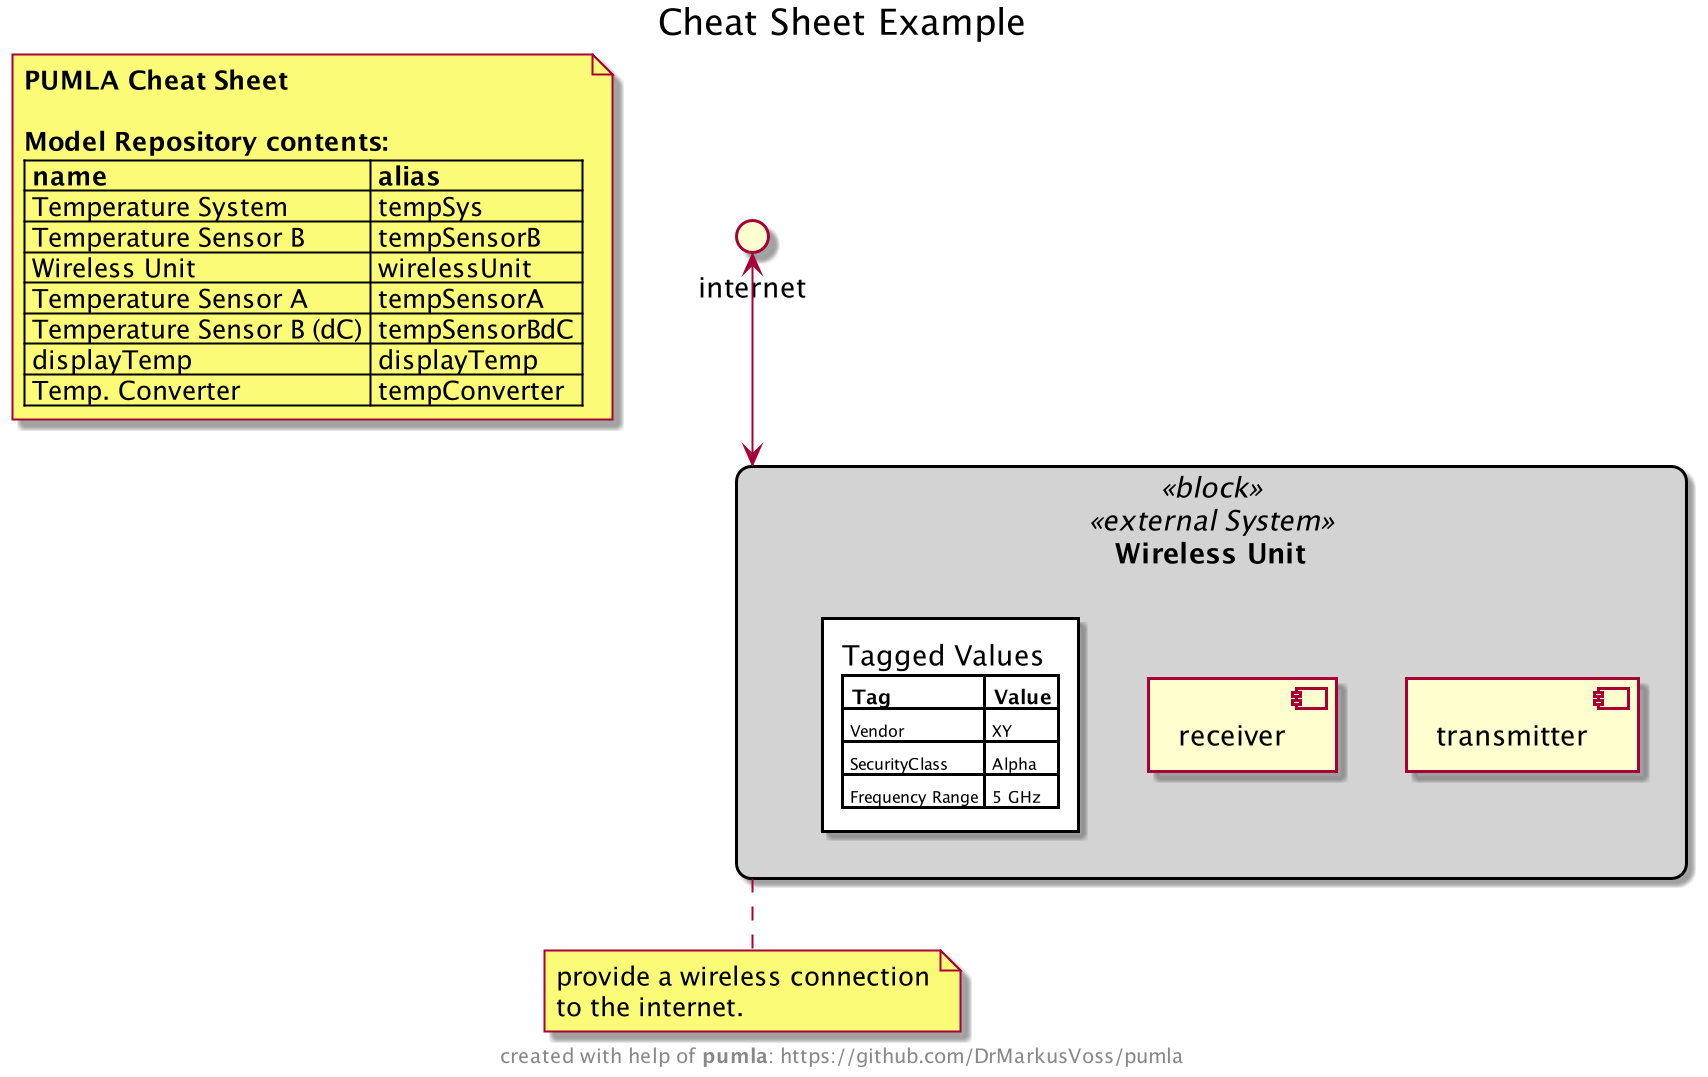 Cheat Sheet Example
PUMLA Cheat Sheet
Model Repository contents:
name alias
Temperature System tempSys
Temperature Sensor B tempSensorB
Wireless Unit wirelessUnit
Temperature Sensor A tempSensorA
Temperature Sensor B (dC) tempSensorBdC
displayTemp displayTemp
Temp. Converter tempConverter
internet
«block»
«external System»
Wireless Unit
Tagged Values
Tag Value
Vendor XY
SecurityClass Alpha
Frequency Range 5 GHz
receiver
transmitter
provide a wireless connection
to the internet.
created with help of pumla: https://github.com/DrMarkusVoss/pumla